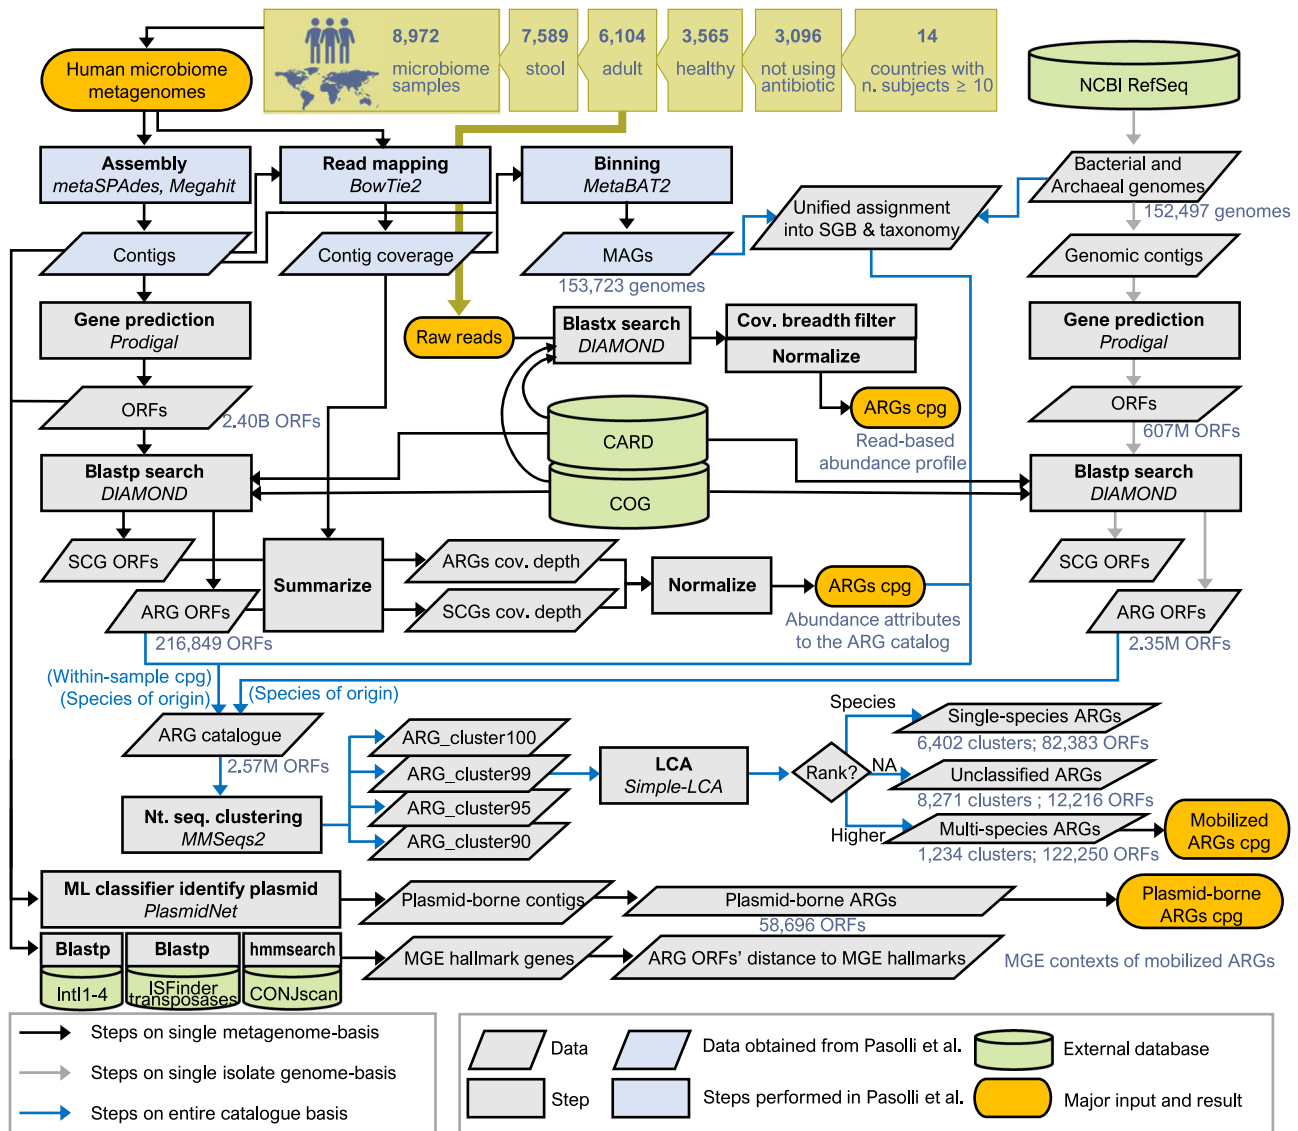 Human microbiome
metagenomes
8,972
microbiome
samples
7,589
stool
6,104
adult
3,565
healthy
3,096
not using
antibiotic
14
countries with
n. subjects ≥ 10
NCBI RefSeq
Assembly
metaSPAdes, Megahit
Read mapping
BowTie2
Binning
MetaBAT2
Unified assignment
into SGB & taxonomy
Bacterial and
Archaeal genomes
152,497 genomes
Contigs
Contig coverage
MAGs
153,723 genomes
Genomic contigs
Gene prediction
Prodigal
Raw reads
Blastx search
DIAMOND
Cov. breadth filter
Normalize
Gene prediction
Prodigal
ORFs
2.40B ORFs
ARGs cpg
Read-based
abundance profile
ORFs
607M ORFs
CARD
COG
Blastp search
DIAMOND
Blastp search
DIAMOND
SCG ORFs
ARG ORFs
216,849 ORFs
Summarize
ARGs cov. depth
SCGs cov. depth
Normalize
ARGs cpg
Abundance attributes
to the ARG catalog
SCG ORFs
ARG ORFs
2.35M ORFs
(Within-sample cpg)
(Species of origin)
(Species of origin)
ARG catalogue
2.57M ORFs
Nt. seq. clustering
MMSeqs2
ARG_cluster100
ARG_cluster99
ARG_cluster95
ARG_cluster90
LCA
Simple-LCA
Rank?
Species
NA
Higher
Single-species ARGs
6,402 clusters; 82,383 ORFs
Unclassified ARGs
8,271 clusters ; 12,216 ORFs
Multi-species ARGs
1,234 clusters; 122,250 ORFs
Mobilized
ARGs cpg
ML classifier identify plasmid
PlasmidNet
Plasmid-borne contigs
Plasmid-borne ARGs
58,696 ORFs
Plasmid-borne
ARGs cpg
Blastp
Blastp
hmmsearch
IntI1-4
ISFinder
transposases
CONJscan
MGE hallmark genes
ARG ORFs' distance to MGE hallmarks
MGE contexts of mobilized ARGs
Steps on single metagenome-basis
Steps on single isolate genome-basis
Steps on entire catalogue basis
Data
Step
Data obtained from Pasolli et al.
Steps performed in Pasolli et al.
External database
Major input and result